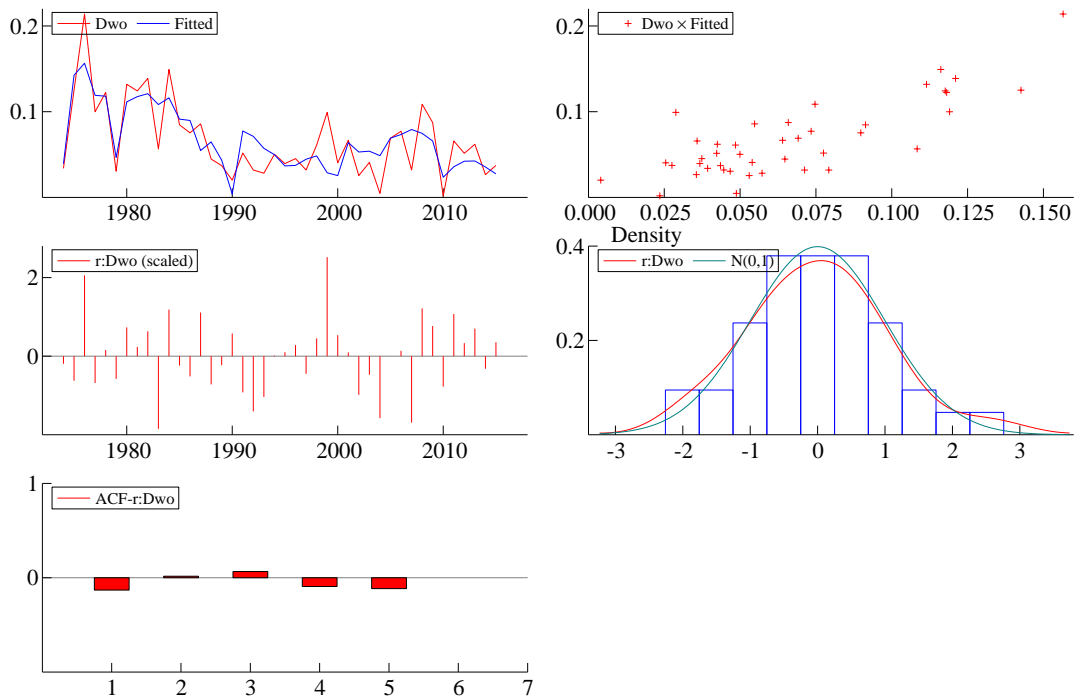 0.2
Dwo Fitted
0.1
1980 1990 2000 2010
0.2
Dwo × Fitted
0.1
0.000 0.025 0.050 0.075 0.100 0.125 0.150
2
r:Dwo (scaled)
0
1980 1990 2000 2010
Density
0.4
r:Dwo N(0,1)
0.2
-3 -2 -1 0 1 2 3
1
ACF-r:Dwo
0
1 2 3 4 5 6 7